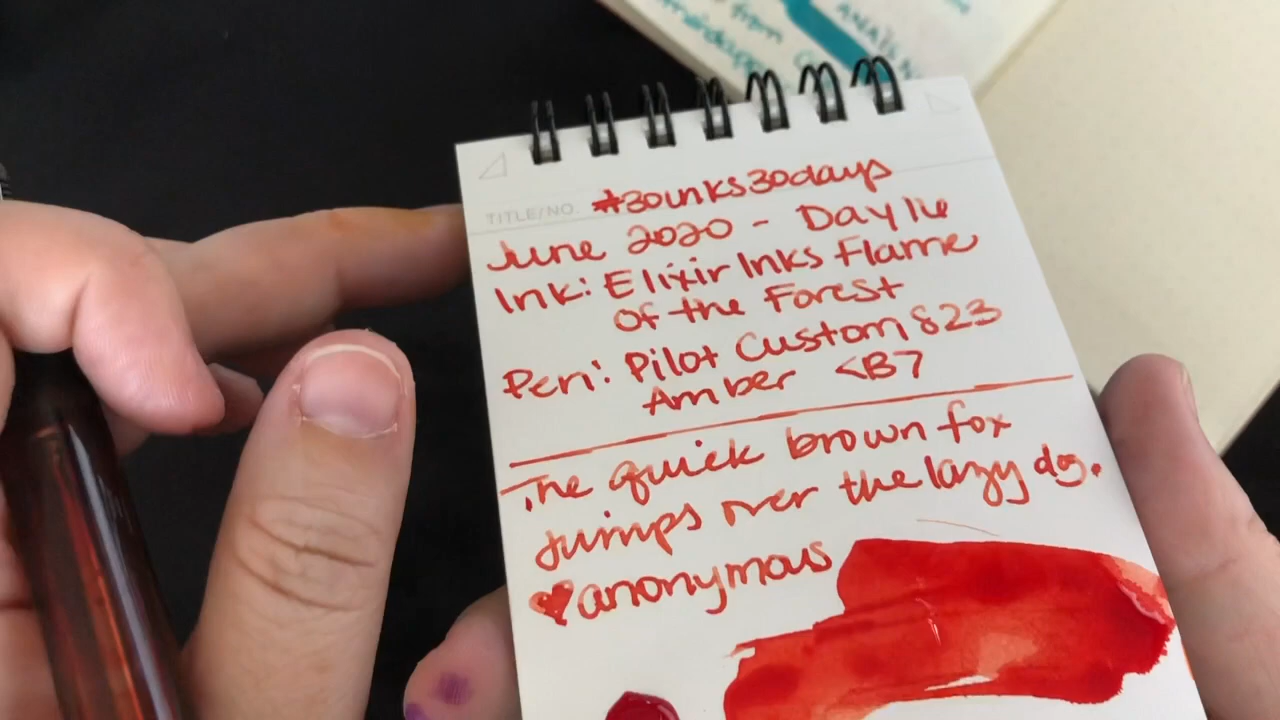 TITLE/NO. #30inks30days
June 2020 - Day 16
Ink: Elixir Inks Flame
of the Forest
Pen: Pilot Custom 823
Amber <B>
The quick brown fox
jumps over the lazy dog.
♥anonymous
from